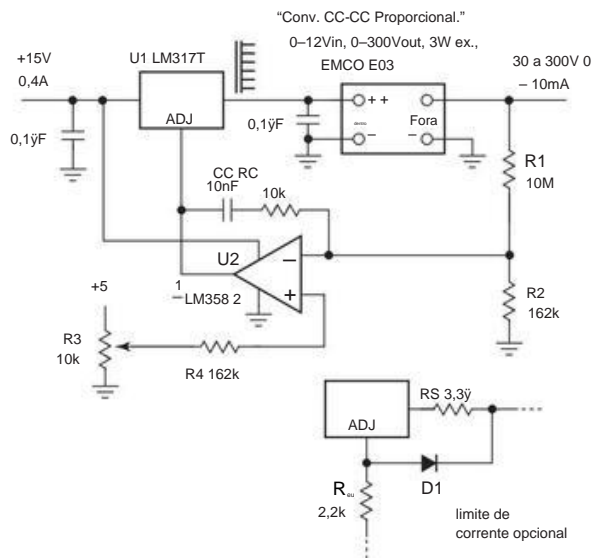 “Conv. CC-CC Proporcional.”
0–12Vin, 0–300Vout, 3W ex.,
EMCO E03
+15V
0,4A
U1 LM317T
ADJ
0,1ÿF
0,1ÿF
+ +
–
Fora
–
30 a 300V 0
– 10mA
R1
10M
CC RC
10nF
10k
U2
–
+
1
–LM358 2
R2
162k
+5
R3
10k
R4 162k
RS 3,3ÿ
ADJ
D1
R eu
2,2k
limite de
corrente opcional